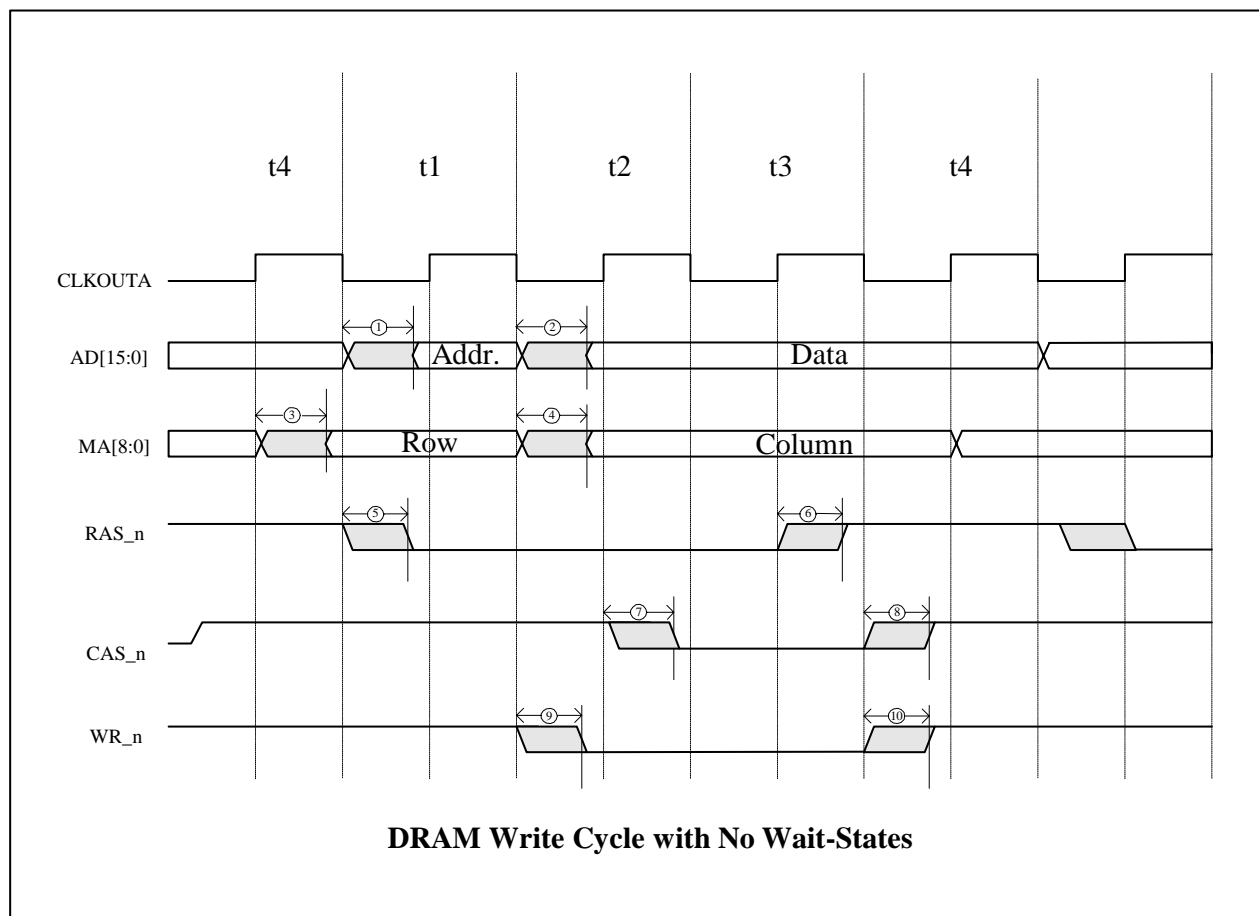 t4 t1 t2 t3 t4
CLKOUTA
1 2
AD[15:0] Addr. Data
3 4
MA[8:0] Row Column
5 6
RAS_n
7 8
CAS_n
9 10
WR_n
DRAM Write Cycle with No Wait-States